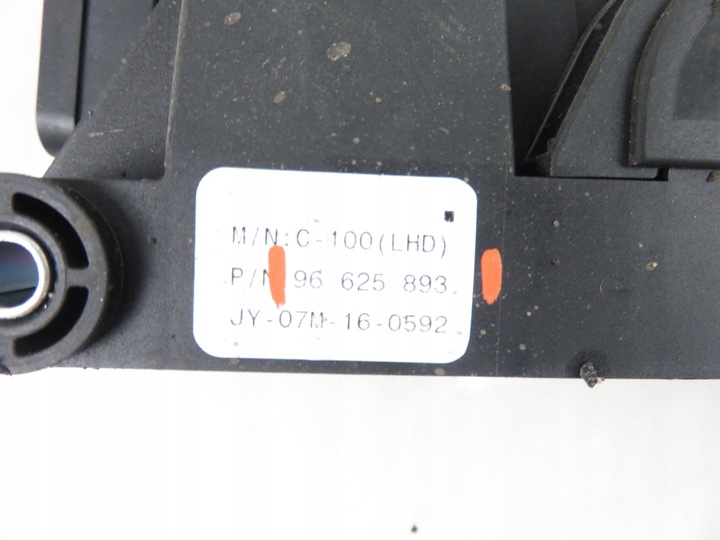 M/N:C-100(LHD)
P/N 96 625 893
JY-07M-16-0592